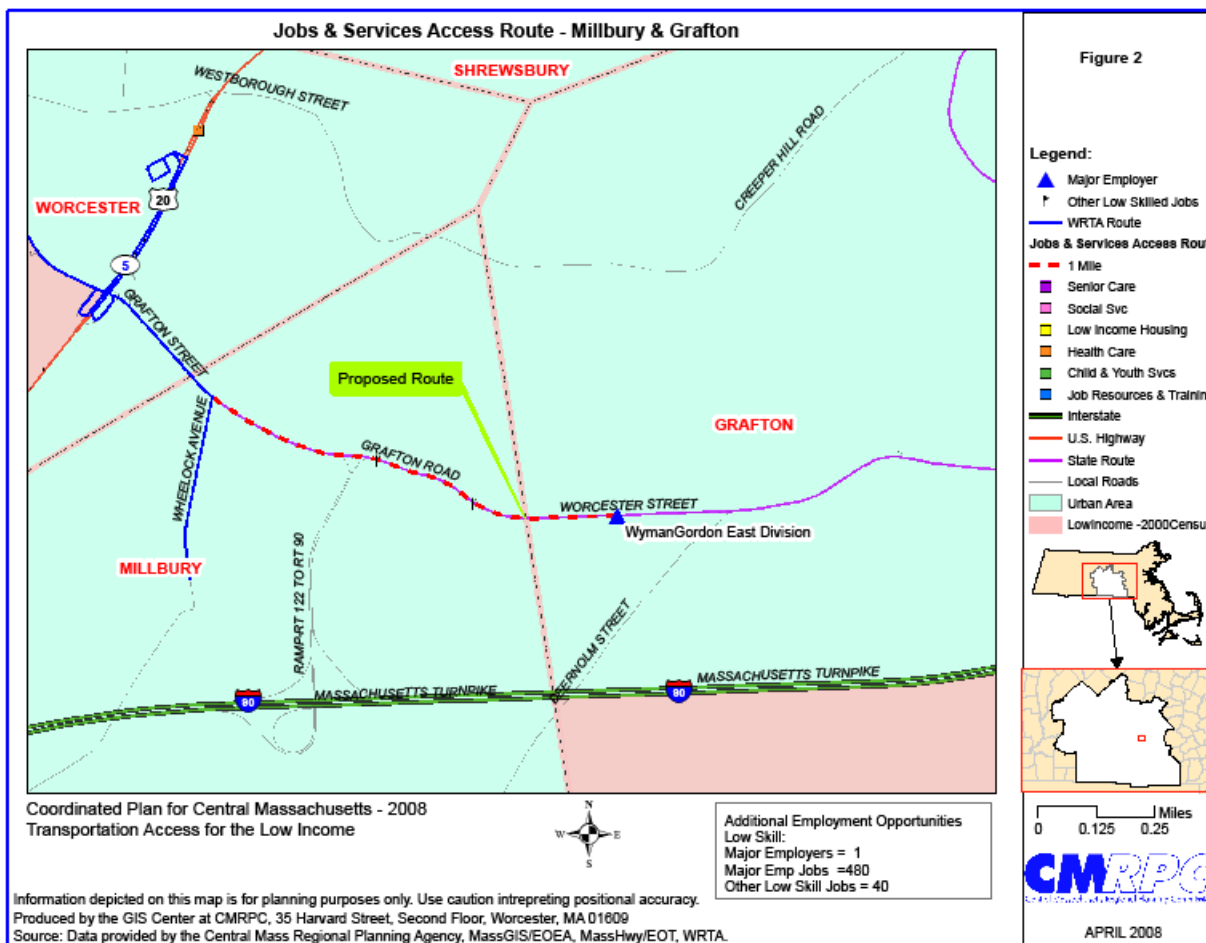 Jobs & Services Access Route - Millbury & Grafton
SHREWSBURY
WESTBOROUGH STREET
CREEPER HILL ROAD
20
WORCESTER
5
GRAFTON STREET
Proposed Route
WHEELOCK AVENUE
GRAFTON ROAD
GRAFTON
WORCESTER STREET
WymanGordon East Division
MILLBURY
RAMP-RT 122 TO RT 90
MASSACHUSETTS TURNPIKE
MASSACHUSETTS TURNPIKE
90
90
Coordinated Plan for Central Massachusetts - 2008
Transportation Access for the Low Income
N
W E
S
Additional Employment Opportunities
Low Skill:
Major Employers = 1
Major Emp Jobs =480
Other Low Skill Jobs = 40
Information depicted on this map is for planning purposes only. Use caution intrepreting positional accuracy.
Produced by the GIS Center at CMRPC, 35 Harvard Street, Second Floor, Worcester, MA 01609
Source: Data provided by the Central Mass Regional Planning Agency, MassGIS/EOEA, MassHwy/EOT, WRTA.
Figure 2
Legend:
Major Employer
Other Low Skilled Jobs
WRTA Route
Jobs & Services Access Rout
1 Mile
Senior Care
Social Svc
Low Income Housing
Health Care
Child & Youth Svcs
Job Resources & Trainin
Interstate
U.S. Highway
State Route
Local Roads
Urban Area
LowIncome -2000Censu
Miles
0 0.125 0.25
CMRPC
APRIL 2008